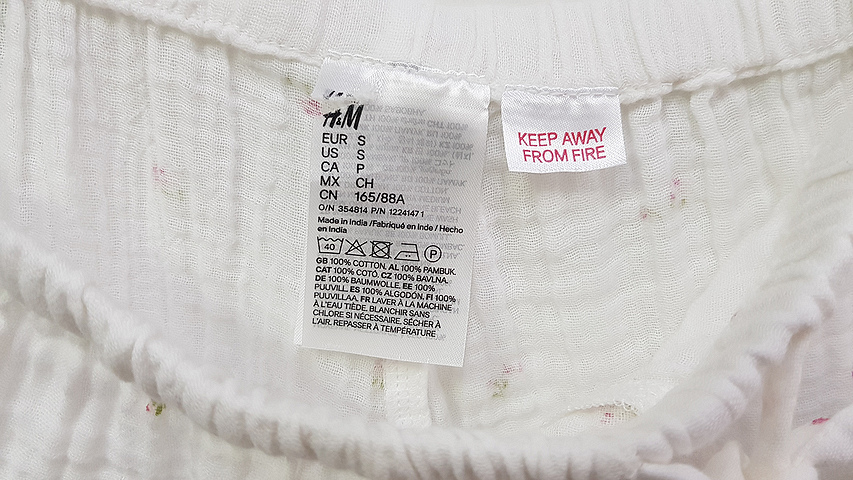 H&M
EUR S
US S
CA P
MX CH
CN 165/88A
O/N 354814 P/N 12241471
Made in India /Fabriqué en Inde / Hecho
en India
40 P
GB 100% COTTON. AL 100% PAMBUK.
CAT 100% COTÓ. CZ 100% BAVLNA.
DE 100% BAUMWOLLE. EE 100%
PUUVILL. ES 100% ALGODÓN. FI 100%
PUUVILLAA. FR LAVER À LA MACHINE
À L'EAU TIÈDE. BLANCHIR SANS
CHLORE SI NÉCESSAIRE. SÉCHER À
L'AIR. REPASSER À TEMPÉRATURE
KEEP AWAY
FROM FIRE